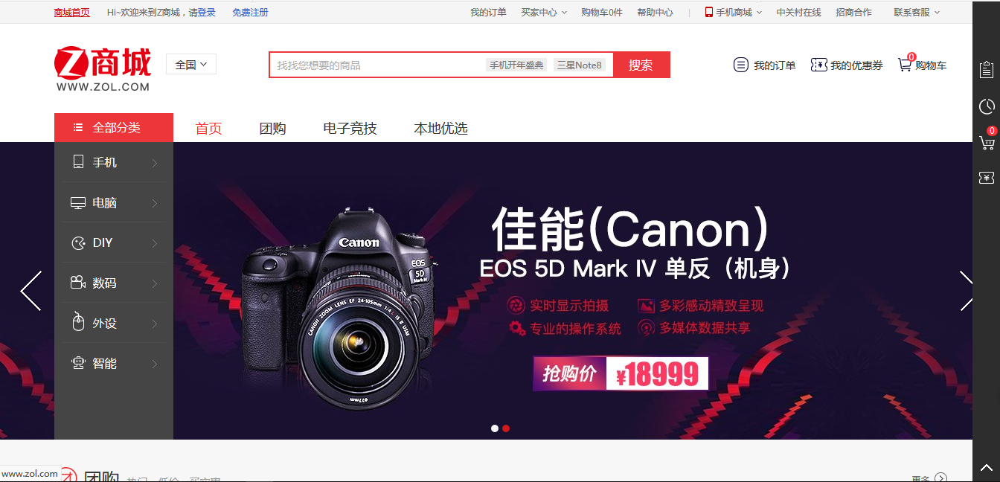 商城首页 Hi~欢迎来到Z商城，请登录 免费注册 我的订单 买家中心 购物车0件 帮助中心 | 手机商城 中关村在线 招商合作 联系客服
Z商城
WWW.ZOL.COM
全国
找找您想要的商品 手机开年盛典 三星Note8 搜索
我的订单 我的优惠券 0 购物车
全部分类 首页 团购 电子竞技 本地优选
0
手机
电脑
DIY
数码
外设
智能
Canon
EOS
5D
Mark IV
CANON ZOOM LENS EF 24-105mm 1:4 L IS II USM
ø77mm
佳能(Canon)
EOS 5D Mark IV 单反（机身）
实时显示拍摄 多彩感动精致呈现
专业的操作系统 多媒体数据共享
抢购价 ¥18999
www.zol.com
团 团购 热门 低价 买实惠 更多